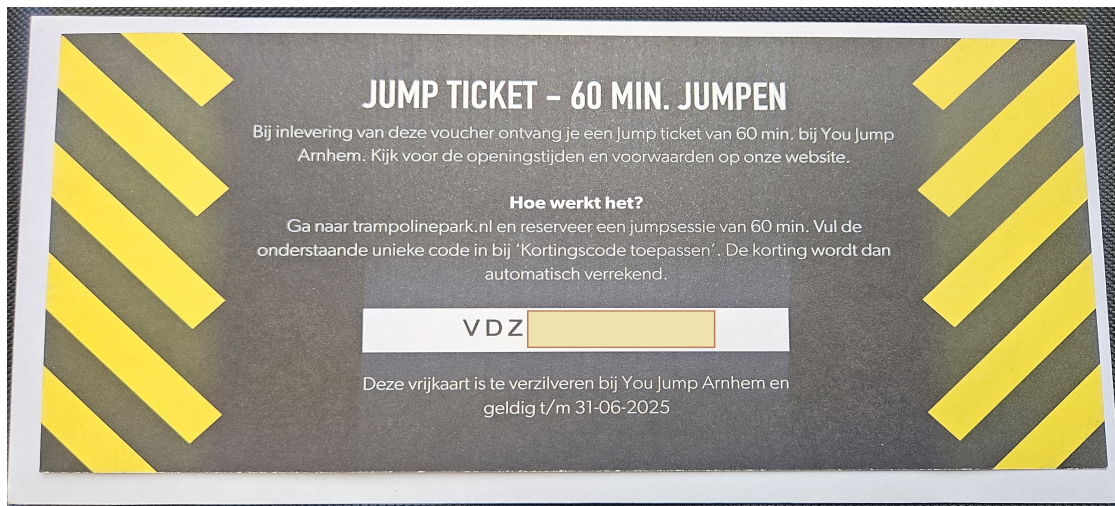 JUMP TICKET – 60 MIN. JUMPEN
Bij inlevering van deze voucher ontvang je een Jump ticket van 60 min. bij You Jump
Arnhem. Kijk voor de openingstijden en voorwaarden op onze website.
Hoe werkt het?
Ga naar trampolinepark.nl en reserveer een jumpsessie van 60 min. Vul de
onderstaande unieke code in bij ‘Kortingscode toepassen’. De korting wordt dan
automatisch verrekend.
VDZ
Deze vrijkaart is te verzilveren bij You Jump Arnhem en
geldig t/m 31-06-2025